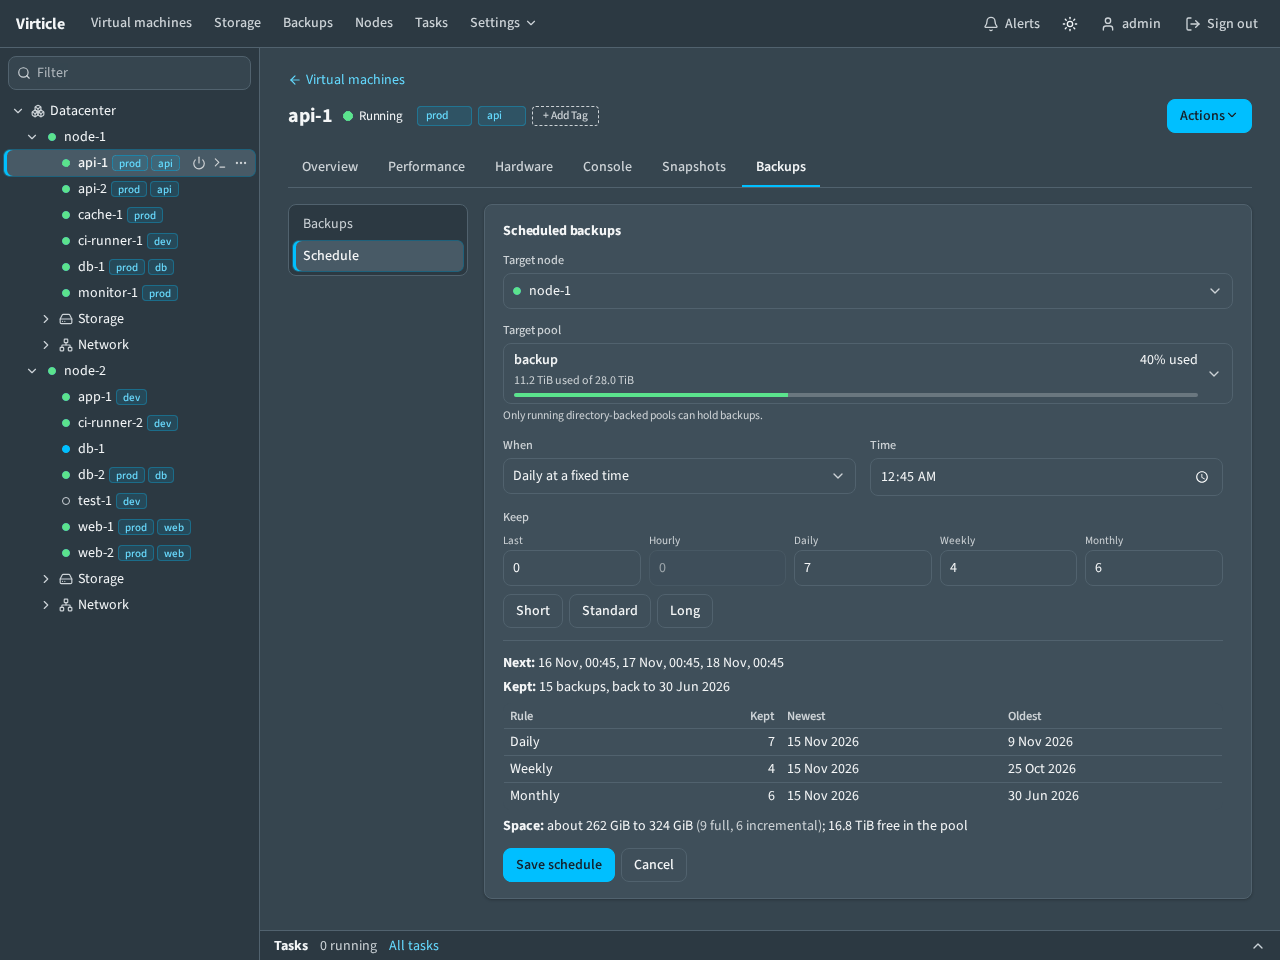 Virticle Virtual machines Storage Backups Nodes Tasks Settings Alerts admin Sign out
Filter
Datacenter
node-1
api-1 prod api
api-2 prod api
cache-1 prod
ci-runner-1 dev
db-1 prod db
monitor-1 prod
Storage
Network
node-2
app-1 dev
ci-runner-2 dev
db-1
db-2 prod db
test-1 dev
web-1 prod web
web-2 prod web
Storage
Network
Virtual machines
api-1 Running prod api + Add Tag Actions
Overview Performance Hardware Console Snapshots Backups
Backups
Schedule
Scheduled backups
Target node
node-1
Target pool
backup 40% used
11.2 TiB used of 28.0 TiB
Only running directory-backed pools can hold backups.
When Time
Daily at a fixed time 12:45 AM
Keep
Last Hourly Daily Weekly Monthly
0 0 7 4 6
Short Standard Long
Next: 16 Nov, 00:45, 17 Nov, 00:45, 18 Nov, 00:45
Kept: 15 backups, back to 30 Jun 2026
Rule Kept Newest Oldest
Daily 7 15 Nov 2026 9 Nov 2026
Weekly 4 15 Nov 2026 25 Oct 2026
Monthly 6 15 Nov 2026 30 Jun 2026
Space: about 262 GiB to 324 GiB (9 full, 6 incremental); 16.8 TiB free in the pool
Save schedule Cancel
Tasks 0 running All tasks